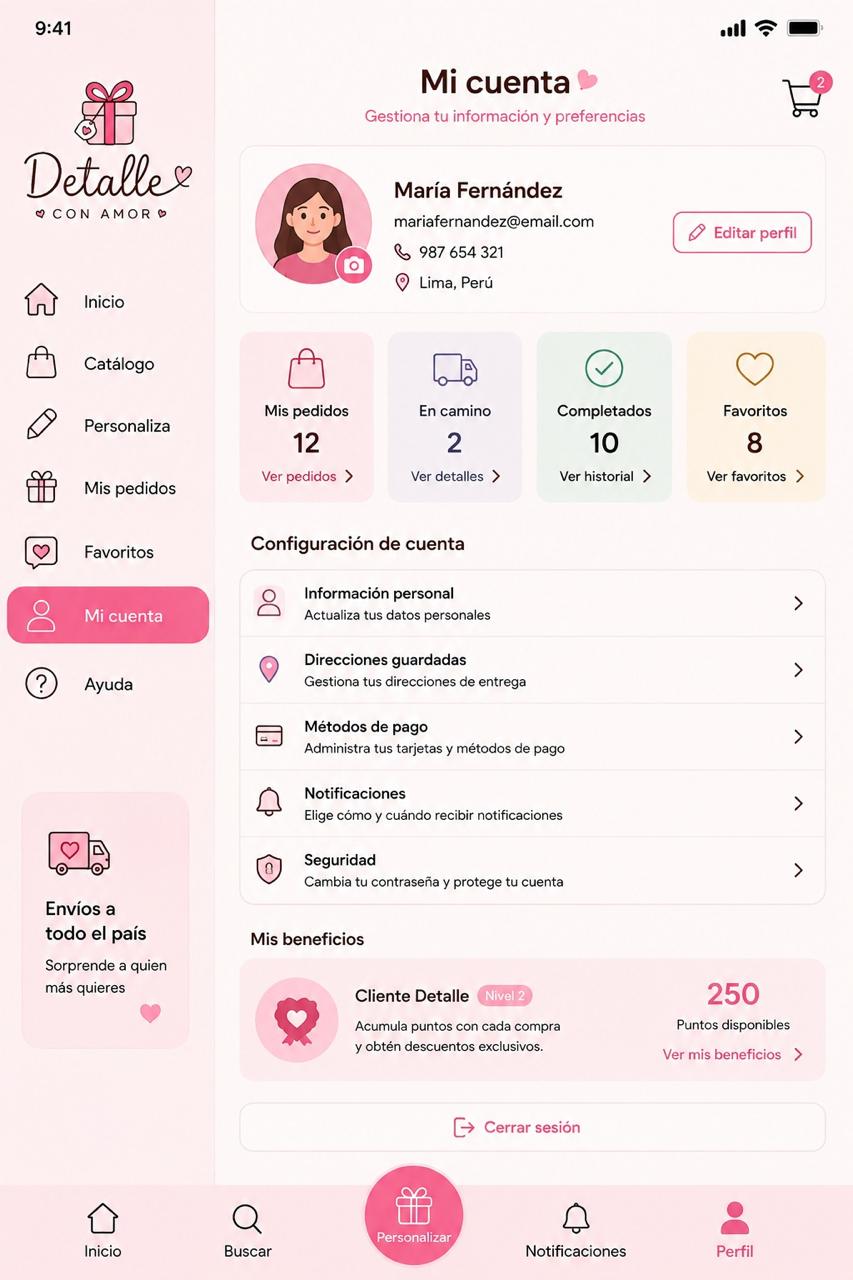 9:41
Detalle
CON AMOR
Inicio
Catálogo
Personaliza
Mis pedidos
Favoritos
Mi cuenta
Ayuda
Envíos a
todo el país
Sorprende a quien
más quieres
Mi cuenta
Gestiona tu información y preferencias
2
María Fernández
mariafernandez@email.com
987 654 321
Lima, Perú
Editar perfil
Mis pedidos
12
Ver pedidos
En camino
2
Ver detalles
Completados
10
Ver historial
Favoritos
8
Ver favoritos
Configuración de cuenta
Información personal
Actualiza tus datos personales
Direcciones guardadas
Gestiona tus direcciones de entrega
Métodos de pago
Administra tus tarjetas y métodos de pago
Notificaciones
Elige cómo y cuándo recibir notificaciones
Seguridad
Cambia tu contraseña y protege tu cuenta
Mis beneficios
Cliente Detalle Nivel 2
Acumula puntos con cada compra
y obtén descuentos exclusivos.
250
Puntos disponibles
Ver mis beneficios
Cerrar sesión
Inicio
Buscar
Personalizar
Notificaciones
Perfil